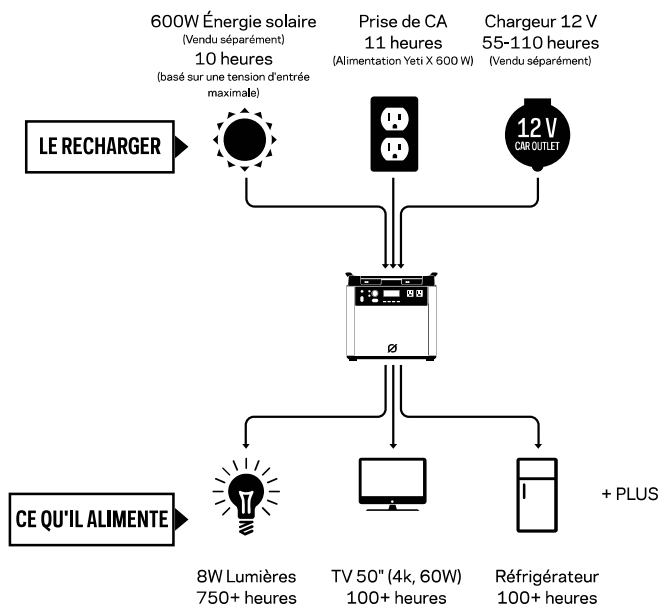 600W Énergie solaire
(Vendu séparément)
10 heures
(basé sur une tension d'entrée
maximale)
Prise de CA
11 heures
(Alimentation Yeti X 600 W)
Chargeur 12 V
55-110 heures
(Vendu séparément)
LE RECHARGER
12 V
CAR OUTLET
CE QU'IL ALIMENTE
+ PLUS
8W Lumières
750+ heures
TV 50" (4k, 60W)
100+ heures
Réfrigérateur
100+ heures